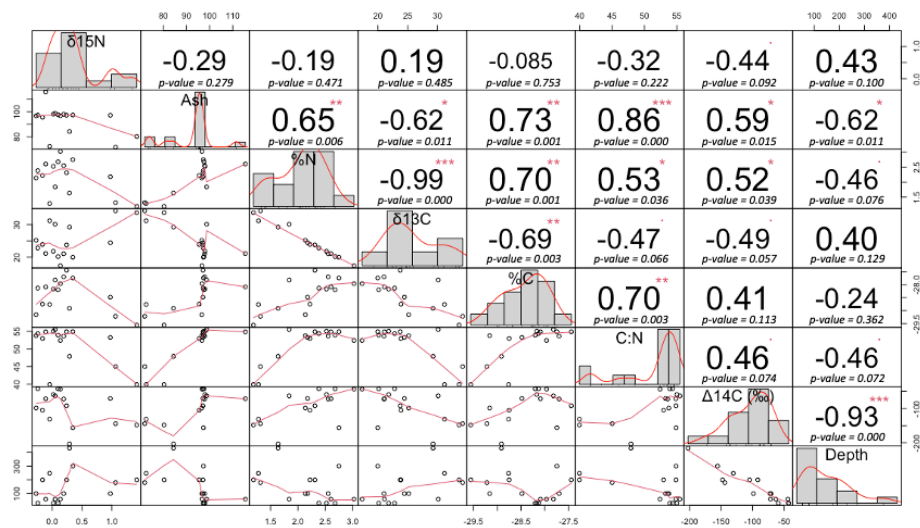 80 90 100 110
20 25 30
40 45 50 55
100 200 300 400
δ15N -0.29 -0.19 0.19 -0.085 -0.32 -0.44 . 0.43 0.0 1.0
p-value = 0.279 p-value = 0.471 p-value = 0.485 p-value = 0.753 p-value = 0.222 p-value = 0.092 p-value = 0.100
80 100 Ash 0.65 ** -0.62 * 0.73 ** 0.86 *** 0.59 * -0.62 *
p-value = 0.006 p-value = 0.011 p-value = 0.001 p-value = 0.000 p-value = 0.015 p-value = 0.011
%N -0.99 *** 0.70 ** 0.53 * 0.52 * -0.46 . 1.5 2.5
p-value = 0.000 p-value = 0.001 p-value = 0.036 p-value = 0.039 p-value = 0.076
20 30 δ13C -0.69 ** -0.47 . -0.49 . 0.40
p-value = 0.003 p-value = 0.066 p-value = 0.057 p-value = 0.129
%C 0.70 ** 0.41 -0.24 -29.5 -28.0
p-value = 0.003 p-value = 0.113 p-value = 0.362
40 45 50 55 C:N 0.46 . -0.46 .
p-value = 0.074 p-value = 0.072
Δ14C (‰) -0.93 *** -200 -100
p-value = 0.000
100 300 Depth
0.0 0.5 1.0
1.5 2.0 2.5 3.0
-29.5 -28.5 -27.5
-200 -150 -100 -50